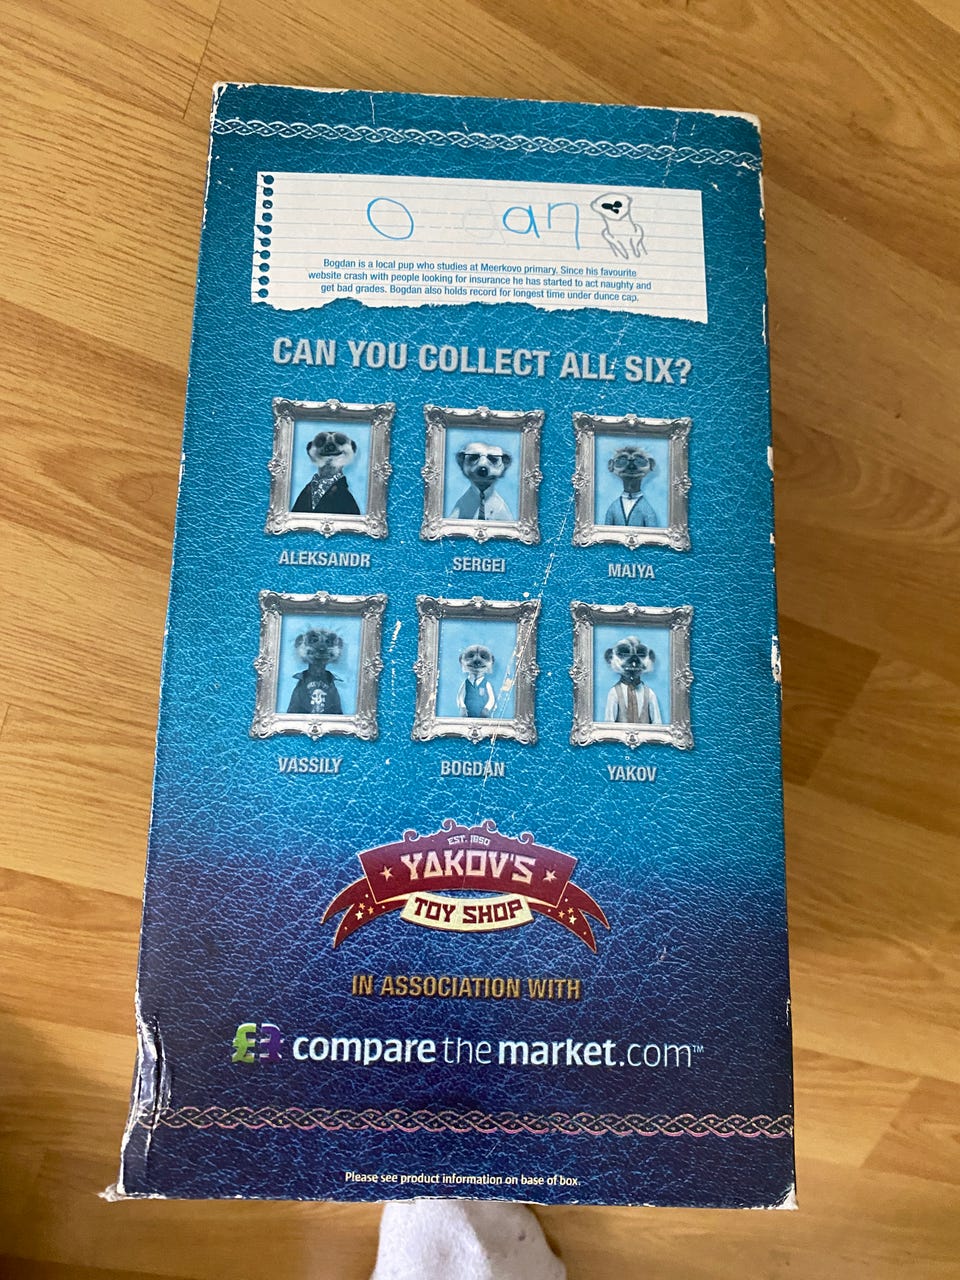 O dan
Bogdan is a local pup who studies at Meerkovo primary. Since his favourite
website crash with people looking for insurance he has started to act naughty and
get bad grades. Bogdan also holds record for longest time under dunce cap.
CAN YOU COLLECT ALL SIX?
ALEKSANDR SERGEI MAIYA
VASSILY BOGDAN YAKOV
EST. 1850
YAKOV'S
TOY SHOP
IN ASSOCIATION WITH
comparethemarket.com™
Please see product information on base of box.